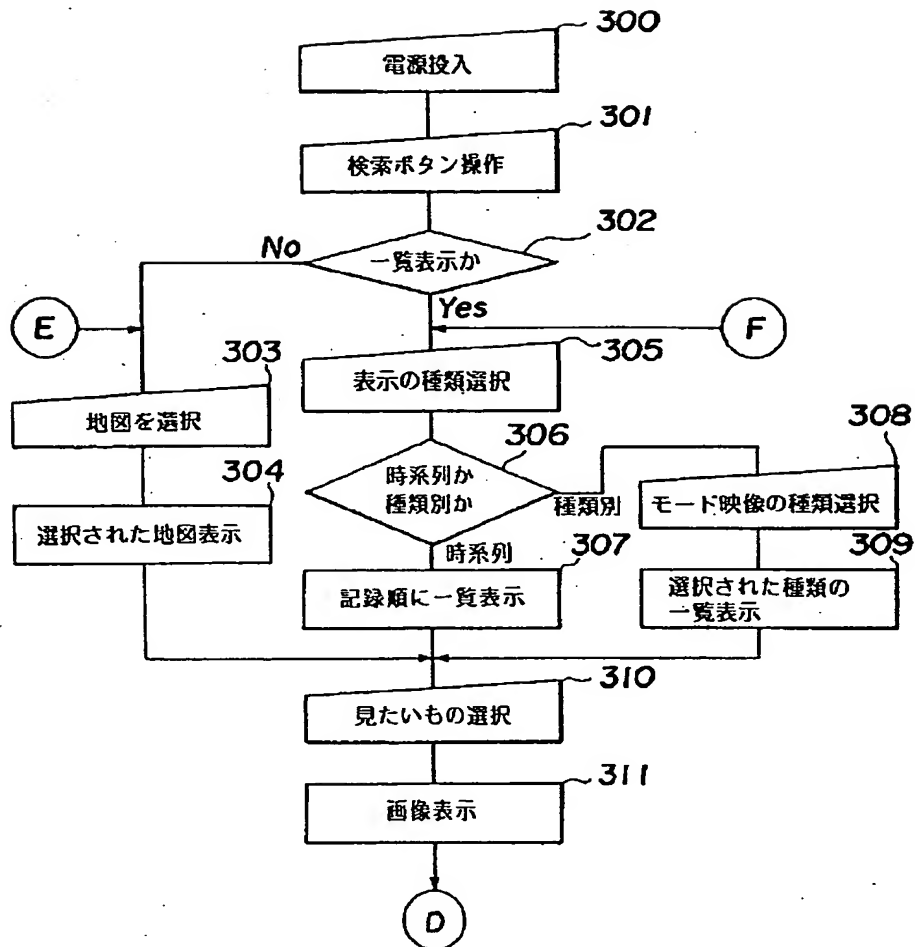 300
電源投入
301
検索ボタン操作
302
No
一覧表示か
Yes
E
F
303
305
地図を選択
表示の種類選択
304
306
308
選択された地図表示
時系列か
種類別か
種類別
モード映像の種類選択
時系列
307
309
記録順に一覧表示
選択された種類の
一覧表示
310
見たいもの選択
311
画像表示
D